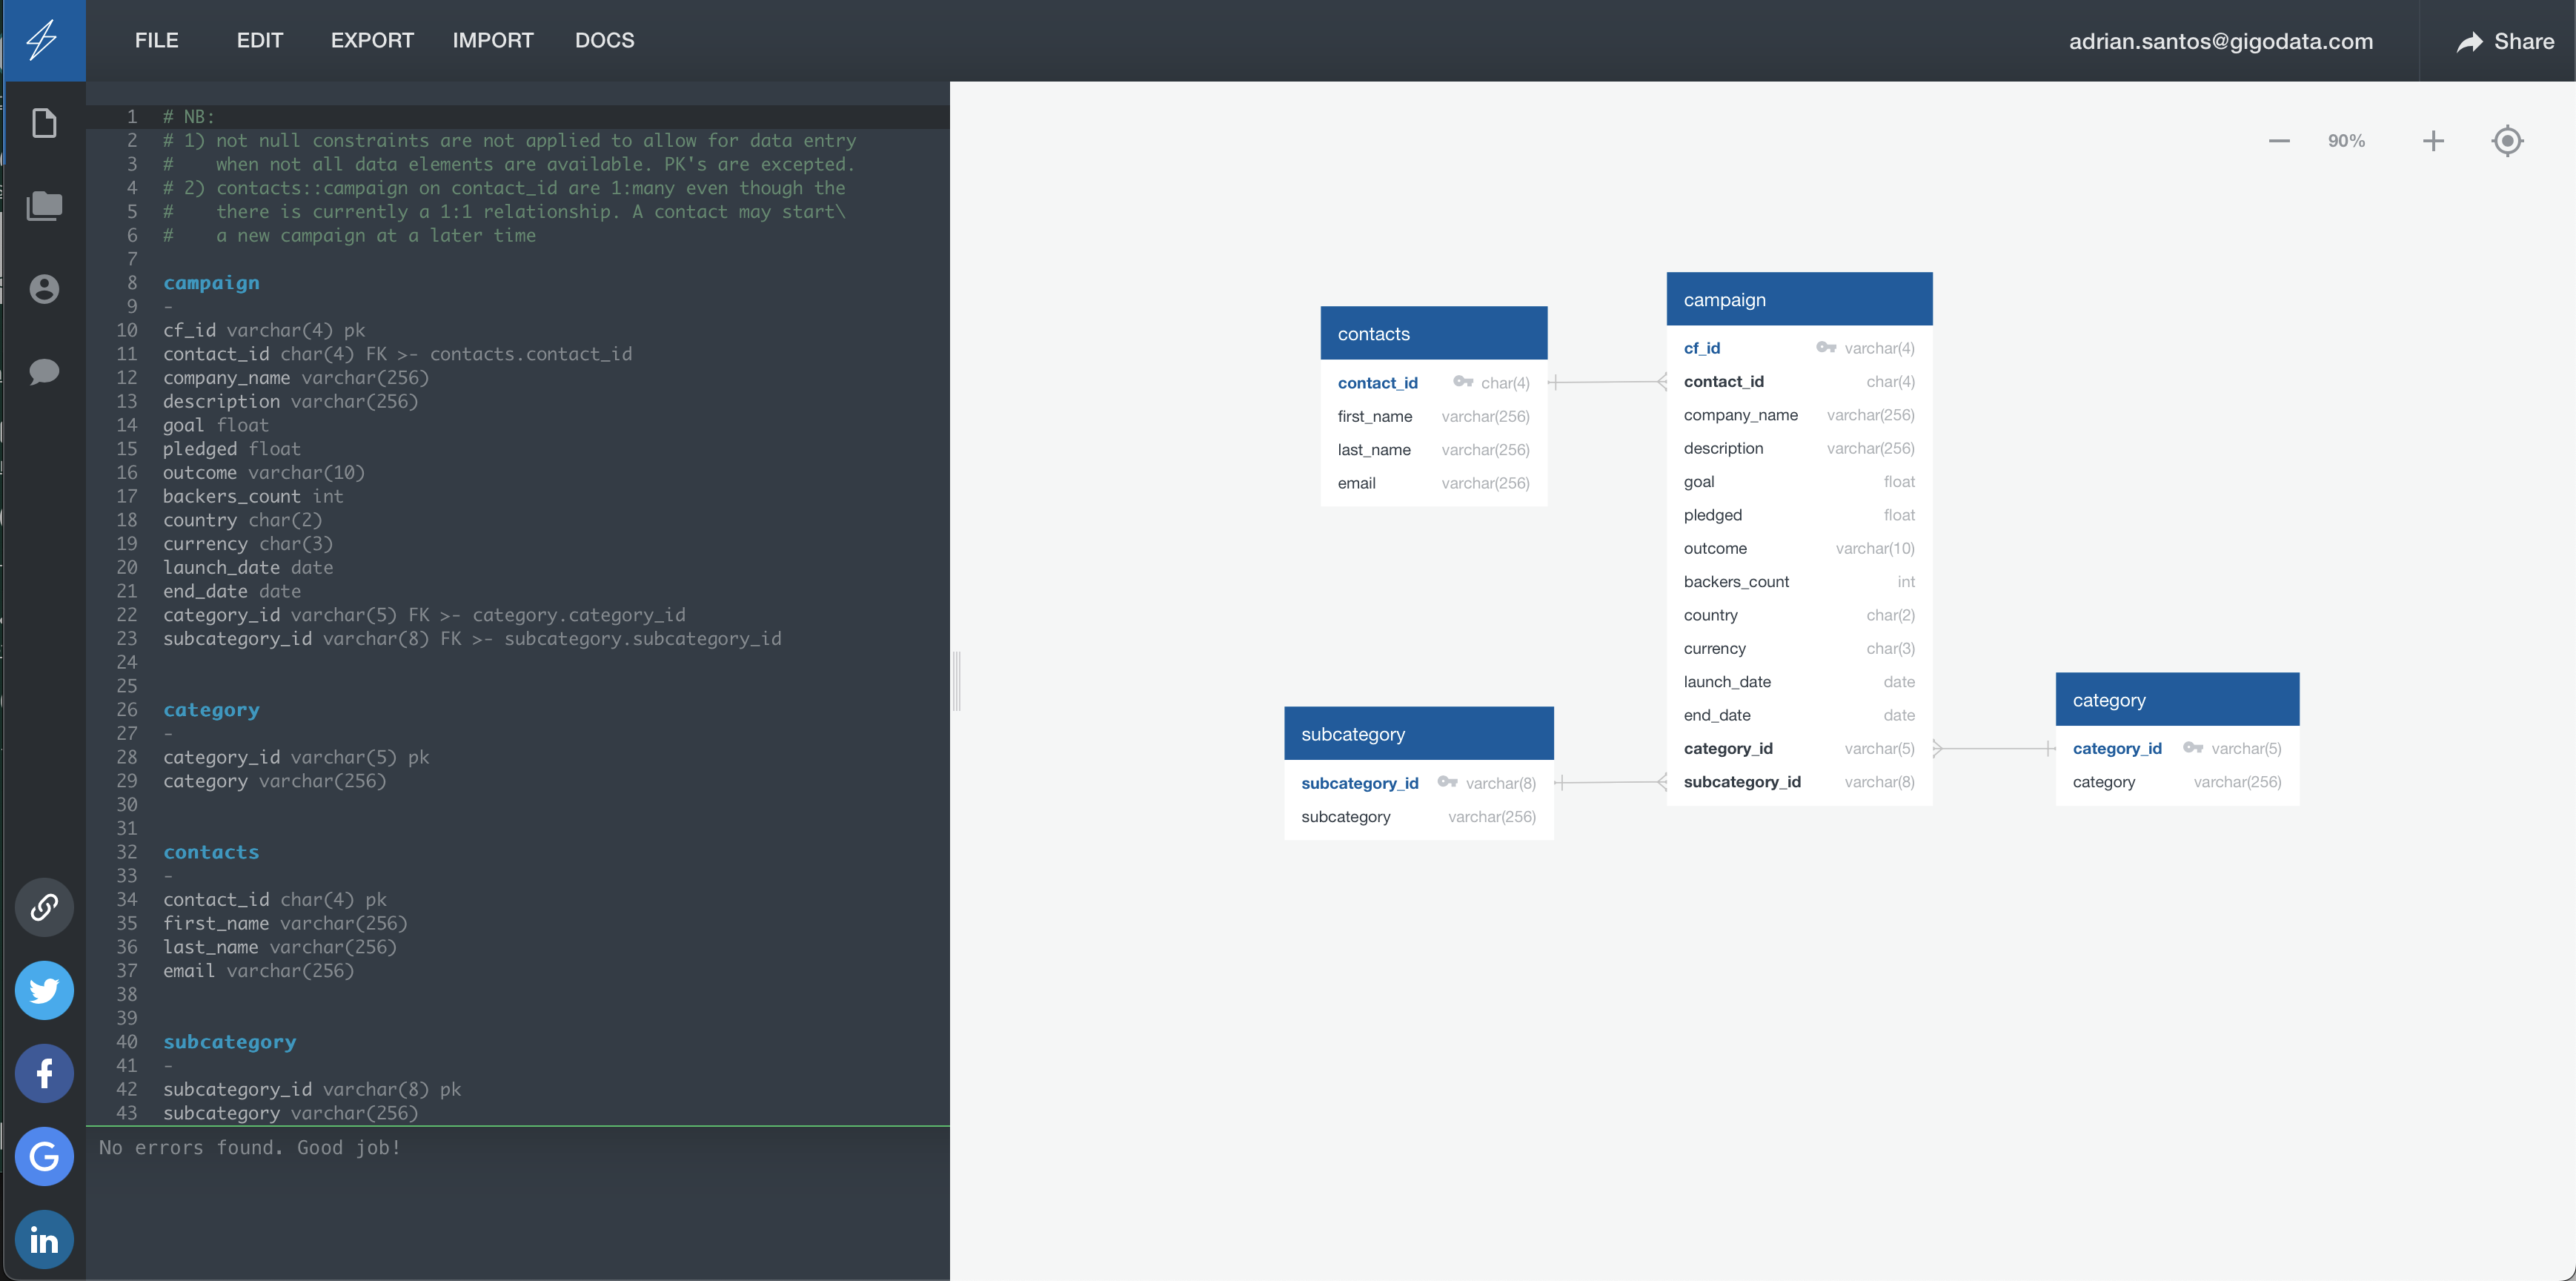 FILE EDIT EXPORT IMPORT DOCS adrian.santos@gigodata.com Share
1 # NB:
2 # 1) not null constraints are not applied to allow for data entry
3 #    when not all data elements are available. PK's are excepted.
4 # 2) contacts::campaign on contact_id are 1:many even though the
5 #    there is currently a 1:1 relationship. A contact may start\
6 #    a new campaign at a later time
7
8 campaign
9 -
10 cf_id varchar(4) pk
11 contact_id char(4) FK >- contacts.contact_id
12 company_name varchar(256)
13 description varchar(256)
14 goal float
15 pledged float
16 outcome varchar(10)
17 backers_count int
18 country char(2)
19 currency char(3)
20 launch_date date
21 end_date date
22 category_id varchar(5) FK >- category.category_id
23 subcategory_id varchar(8) FK >- subcategory.subcategory_id
24
25
26 category
27 -
28 category_id varchar(5) pk
29 category varchar(256)
30
31
32 contacts
33 -
34 contact_id char(4) pk
35 first_name varchar(256)
36 last_name varchar(256)
37 email varchar(256)
38
39
40 subcategory
41 -
42 subcategory_id varchar(8) pk
43 subcategory varchar(256)
No errors found. Good job!
90%
contacts
contact_id char(4)
first_name varchar(256)
last_name varchar(256)
email varchar(256)
campaign
cf_id varchar(4)
contact_id char(4)
company_name varchar(256)
description varchar(256)
goal float
pledged float
outcome varchar(10)
backers_count int
country char(2)
currency char(3)
launch_date date
end_date date
category_id varchar(5)
subcategory_id varchar(8)
subcategory
subcategory_id varchar(8)
subcategory varchar(256)
category
category_id varchar(5)
category varchar(256)